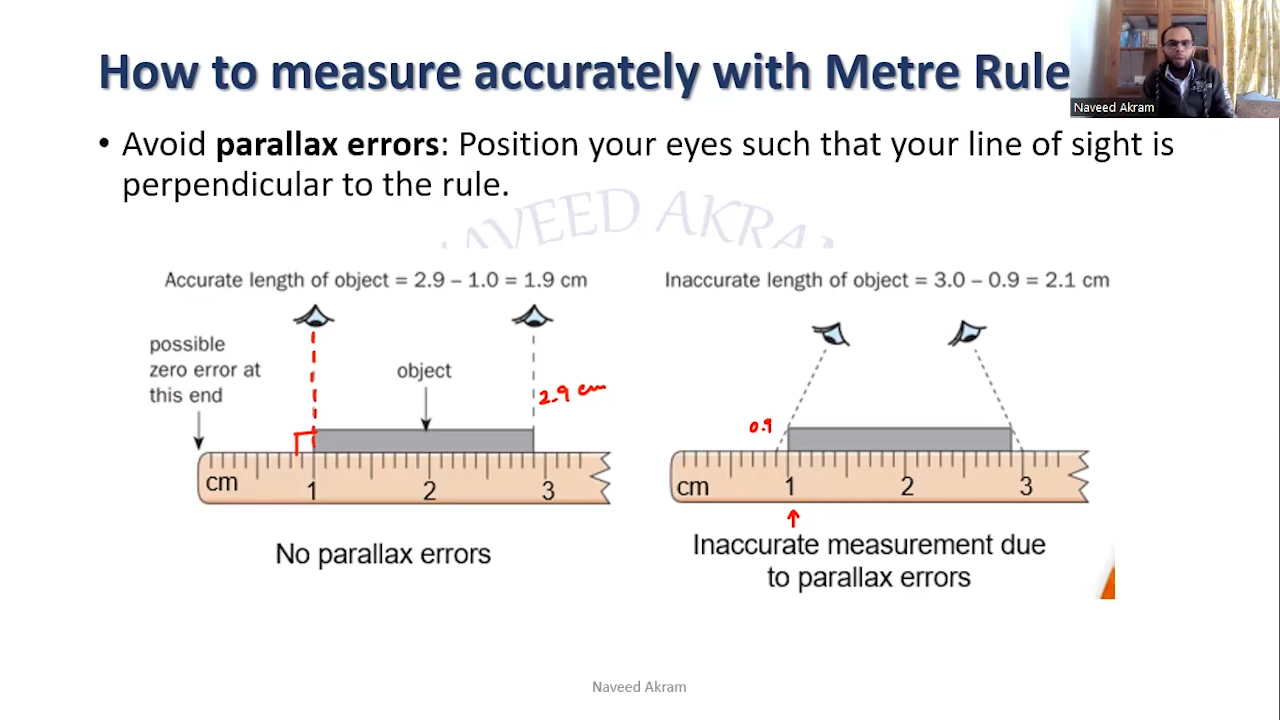 How to measure accurately with Metre Rule
Naveed Akram
• Avoid parallax errors: Position your eyes such that your line of sight is
perpendicular to the rule.
NAVEED AKRAM
Accurate length of object = 2.9 – 1.0 = 1.9 cm
possible
zero error at
this end
object
2.9 cm
cm 1 2 3
No parallax errors
Inaccurate length of object = 3.0 – 0.9 = 2.1 cm
0.9
cm 1 2 3
Inaccurate measurement due
to parallax errors
Naveed Akram